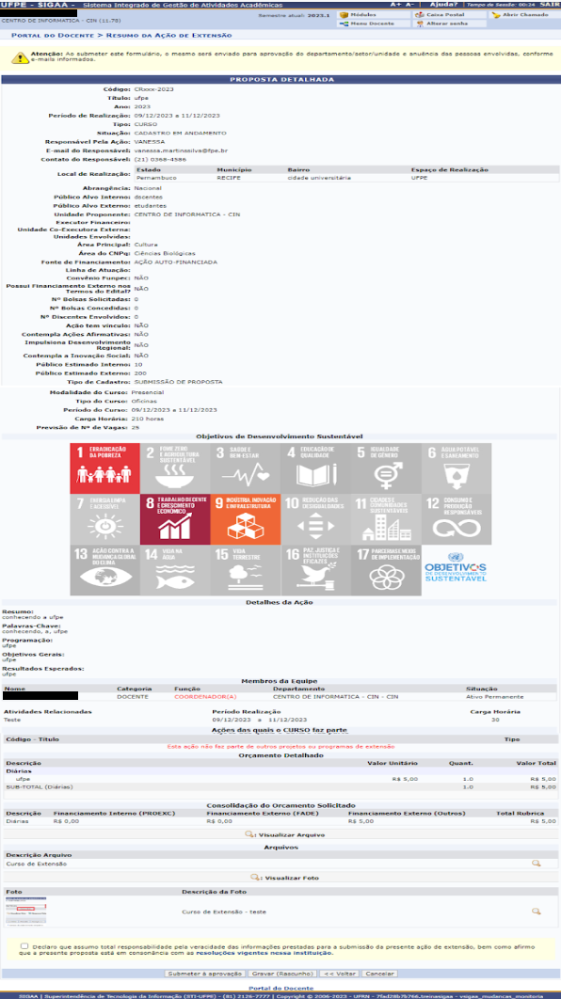 UFPE - SIGAA - Sistema Integrado de Gestão de Atividades Acadêmicas
A+ A- | Ajuda? | Tempo de Sessão: 00:24 SAIR
CENTRO DE INFORMATICA - CIN (11.78)
Semestre atual: 2023.1
Módulos
Caixa Postal
Abrir Chamado
Menu Docente
Alterar senha
PORTAL DO DOCENTE > RESUMO DA AÇÃO DE EXTENSÃO
Atenção: Ao submeter este formulário, o mesmo será enviado para aprovação do departamento/setor/unidade e anuência das pessoas envolvidas, conforme
e-mails informados.
PROPOSTA DETALHADA
Código: CRxxx-2023
Título: ufpe
Ano: 2023
Período de Realização: 09/12/2023 a 11/12/2023
Tipo: CURSO
Situação: CADASTRO EM ANDAMENTO
Responsável Pela Ação: VANESSA
E-mail do Responsável: vanessa.martinssilva@fpe.br
Contato do Responsável: (21) 0368-4586
Local de Realização:
Estado Município Bairro Espaço de Realização
Pernambuco RECIFE cidade universitária UFPE
Abrangência: Nacional
Público Alvo Interno: dscentes
Público Alvo Externo: etudantes
Unidade Proponente: CENTRO DE INFORMATICA - CIN
Executor Financeiro:
Unidade Co-Executora Externa:
Unidades Envolvidas:
Área Principal: Cultura
Área do CNPq: Ciências Biológicas
Fonte de Financiamento: AÇÃO AUTO-FINANCIADA
Linha de Atuação:
Convênio Funpec: NÃO
Possui Financiamento Externo nos
Termos do Edital? NÃO
Nº Bolsas Solicitadas: 0
Nº Bolsas Concedidas: 0
Nº Discentes Envolvidos: 0
Ação tem vínculo: NÃO
Contempla Ações Afirmativas: NÃO
Impulsiona Desenvolvimento
Regional: NÃO
Contempla a Inovação Social: NÃO
Público Estimado Interno: 10
Público Estimado Externo: 200
Tipo de Cadastro: SUBMISSÃO DE PROPOSTA
Modalidade do Curso: Presencial
Tipo do Curso: Oficinas
Período do Curso: 09/12/2023 a 11/12/2023
Carga Horária: 210 horas
Previsão de Nº de Vagas: 25
Objetivos de Desenvolvimento Sustentável
1 ERRADICAÇÃO DA POBREZA
2 FOME ZERO E AGRICULTURA SUSTENTÁVEL
3 SAÚDE E BEM-ESTAR
4 EDUCAÇÃO DE QUALIDADE
5 IGUALDADE DE GÊNERO
6 ÁGUA POTÁVEL E SANEAMENTO
7 ENERGIA LIMPA E ACESSÍVEL
8 TRABALHO DECENTE E CRESCIMENTO ECONÔMICO
9 INDÚSTRIA, INOVAÇÃO E INFRAESTRUTURA
10 REDUÇÃO DAS DESIGUALDADES
11 CIDADES E COMUNIDADES SUSTENTÁVEIS
12 CONSUMO E PRODUÇÃO RESPONSÁVEIS
13 AÇÃO CONTRA A MUDANÇA GLOBAL DO CLIMA
14 VIDA NA ÁGUA
15 VIDA TERRESTRE
16 PAZ, JUSTIÇA E INSTITUIÇÕES EFICAZES
17 PARCERIAS E MEIOS DE IMPLEMENTAÇÃO
OBJETIVOS DE DESENVOLVIMENTO SUSTENTÁVEL
Detalhes da Ação
Resumo:
conhecendo a ufpe
Palavras-Chave:
conhecendo, a, ufpe
Programação:
ufpe
Objetivos Gerais:
ufpe
Resultados Esperados:
ufpe
Membros da Equipe
Nome Categoria Função Departamento Situação
DOCENTE COORDENADOR(A) CENTRO DE INFORMATICA - CIN - CIN Ativo Permanente
Atividades Relacionadas Período Realização Carga Horária
Teste 09/12/2023 a 11/12/2023 30
Ações das quais o CURSO faz parte
Código - Título Tipo
Esta ação não faz parte de outros projetos ou programas de extensão
Orçamento Detalhado
Descrição Valor Unitário Quant. Valor Total
Diárias
ufpe R$ 5,00 1.0 R$ 5,00
SUB-TOTAL (Diárias) 1.0 R$ 5,00
Consolidação do Orcamento Solicitado
Descrição Financiamento Interno (PROEXC) Financiamento Externo (FADE) Financiamento Externo (Outros) Total Rubrica
Diárias R$ 0,00 R$ 0,00 R$ 5,00 R$ 5,00
: Visualizar Arquivo
Arquivos
Descrição Arquivo
Curso de Extensão
: Visualizar Foto
Foto Descrição da Foto
Curso de Extensão - teste
Declaro que assumo total responsabilidade pela veracidade das informações prestadas para a submissão da presente ação de extensão, bem como afirmo
que a presente proposta está em consonância com as resoluções vigentes nessa instituição.
Submeter à aprovação Gravar (Rascunho) << Voltar Cancelar
Portal do Docente
SIGAA | Superintendência de Tecnologia da Informação (STI-UFPE) - (81) 2126-7777 | Copyright © 2006-2023 - UFRN - 7fad28b7b766.treinasigaa - vsigaa_mudancas_monitoria